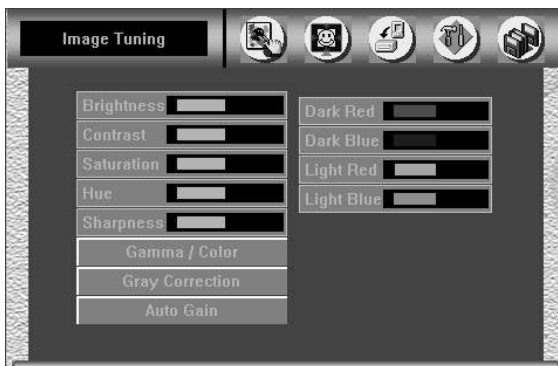 Image Tuning
Brightness
Contrast
Saturation
Hue
Sharpness
Gamma / Color
Gray Correction
Auto Gain
Dark Red
Dark Blue
Light Red
Light Blue